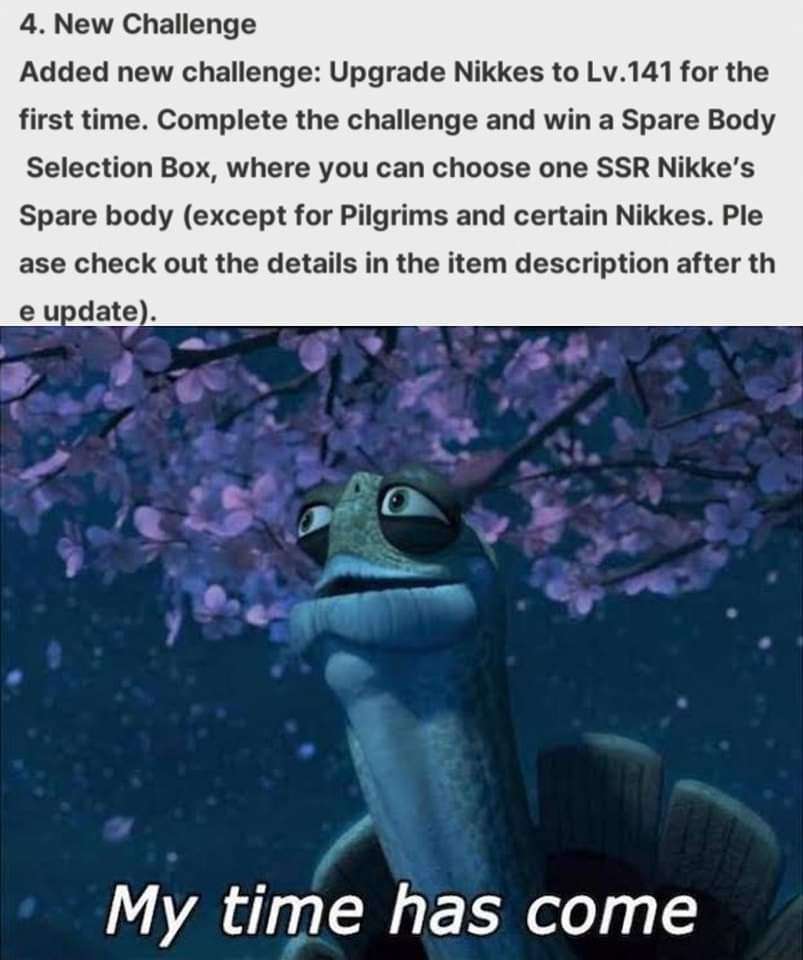 4. New Challenge
Added new challenge: Upgrade Nikkes to Lv.141 for the
first time. Complete the challenge and win a Spare Body
Selection Box, where you can choose one SSR Nikke's
Spare body (except for Pilgrims and certain Nikkes. Ple
ase check out the details in the item description after th
e update).
My time has come